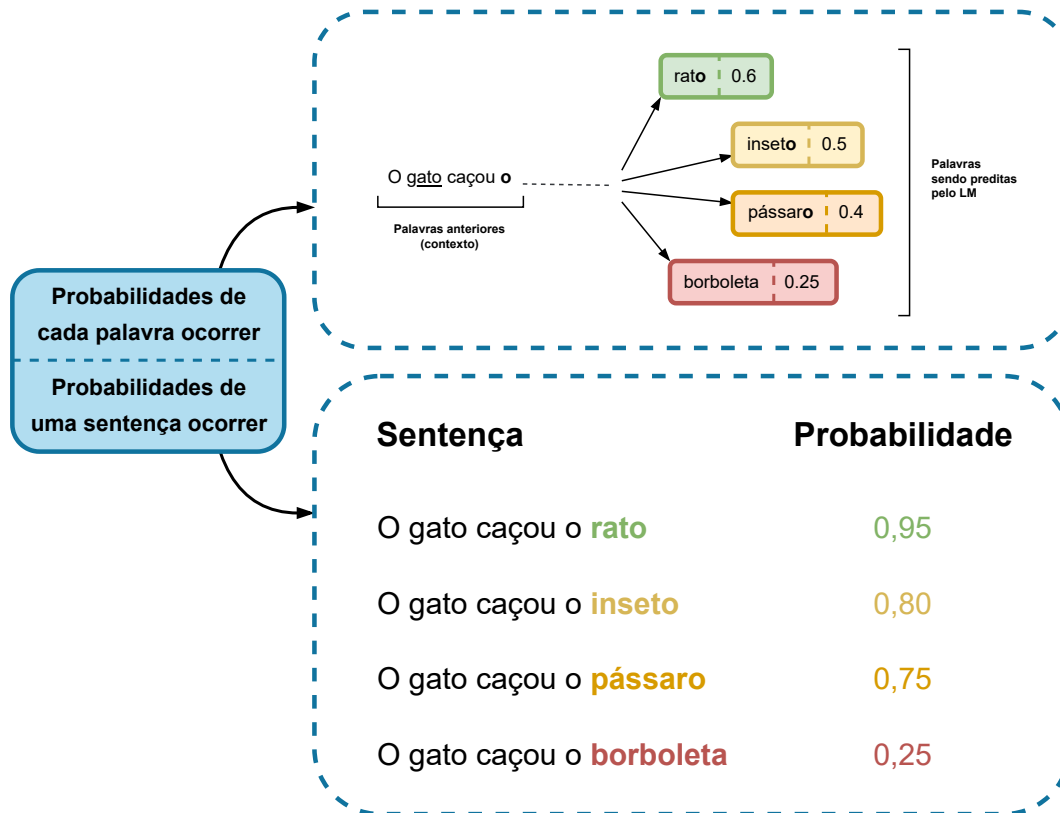 Probabilidades de
cada palavra ocorrer
Probabilidades de
uma sentença ocorrer
O gato caçou o
Palavras anteriores
(contexto)
rato 0.6
inseto 0.5
pássaro 0.4
borboleta 0.25
Palavras
sendo preditas
pelo LM
Sentença Probabilidade
O gato caçou o rato 0,95
O gato caçou o inseto 0,80
O gato caçou o pássaro 0,75
O gato caçou o borboleta 0,25